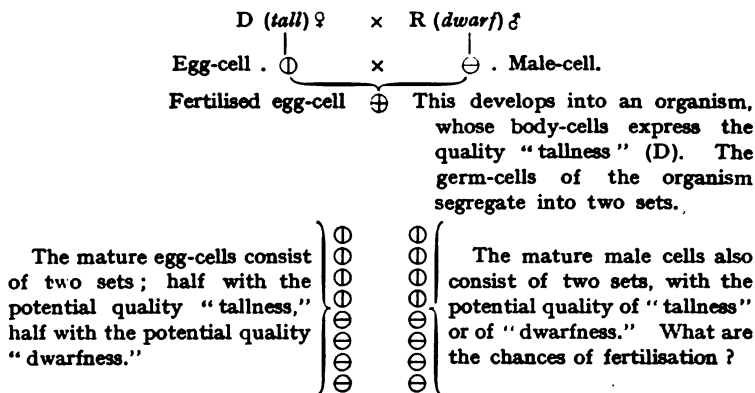 D (tall) ♀ × R (dwarf) ♂
Egg-cell . ⦶ × ⊖ . Male-cell.
Fertilised egg-cell ⊕ This develops into an organism,
whose body-cells express the
quality "tallness" (D). The
germ-cells of the organism
segregate into two sets.
The mature egg-cells consist
of two sets; half with the
potential quality "tallness,"
half with the potential quality
"dwarfness."
The mature male cells also
consist of two sets, with the
potential quality of "tallness"
or of "dwarfness." What are
the chances of fertilisation?